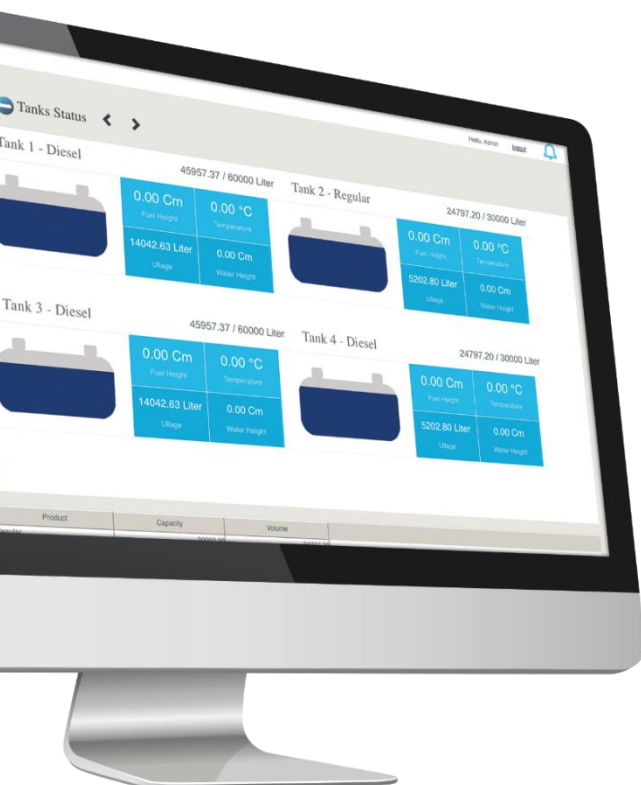 Hello, Admin logout
Tanks Status
Tank 1 - Diesel
45957.37 / 60000 Liter
0.00 Cm 0.00 °C
Fuel Height Temperature
14042.63 Liter 0.00 Cm
Ullage Water Height
Tank 2 - Regular
24797.20 / 30000 Liter
0.00 Cm 0.00 °C
Fuel Height Temperature
5202.80 Liter 0.00 Cm
Ullage Water Height
Tank 3 - Diesel
45957.37 / 60000 Liter
0.00 Cm 0.00 °C
Fuel Height Temperature
14042.63 Liter 0.00 Cm
Ullage Water Height
Tank 4 - Diesel
24797.20 / 30000 Liter
0.00 Cm 0.00 °C
Fuel Height Temperature
5202.80 Liter 0.00 Cm
Ullage Water Height
Product Capacity Volume